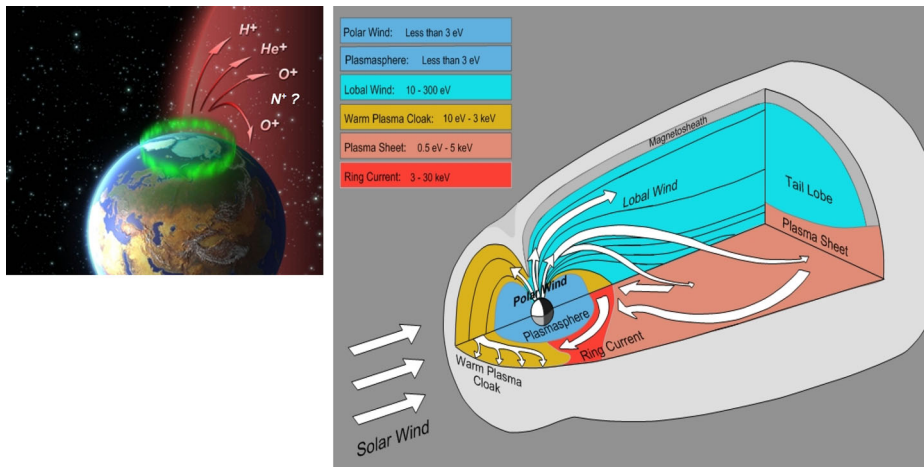 H+
He+
O+
N+ ?
O+
Polar Wind: Less than 3 eV
Plasmasphere: Less than 3 eV
Lobal Wind: 10 - 300 eV
Warm Plasma Cloak: 10 eV - 3 keV
Plasma Sheet: 0.5 eV - 5 keV
Ring Current: 3 - 30 keV
Magnetosheath
Lobal Wind
Tail Lobe
Plasma Sheet
Polar Wind
Plasmasphere
Ring Current
Warm Plasma
Cloak
Solar Wind